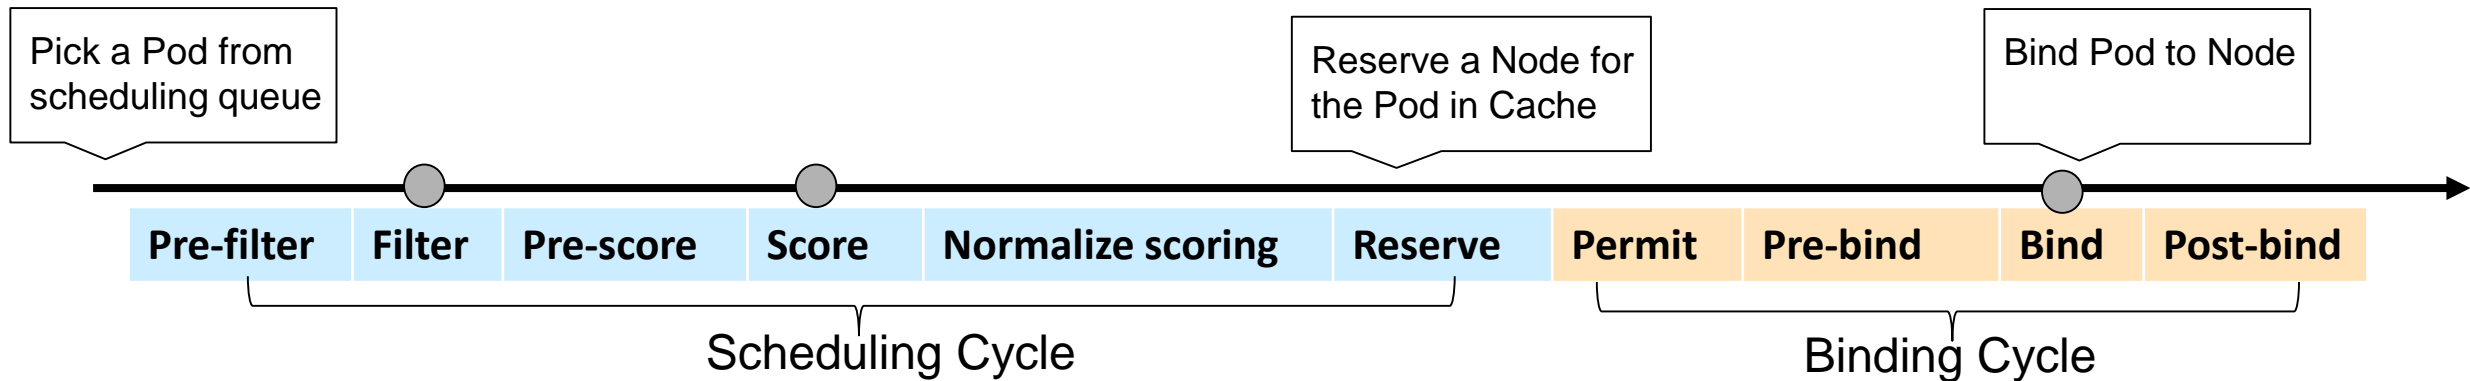 Pick a Pod from
scheduling queue
Reserve a Node for
the Pod in Cache
Bind Pod to Node
Pre-filter Filter Pre-score Score Normalize scoring Reserve Permit Pre-bind Bind Post-bind
Scheduling Cycle
Binding Cycle